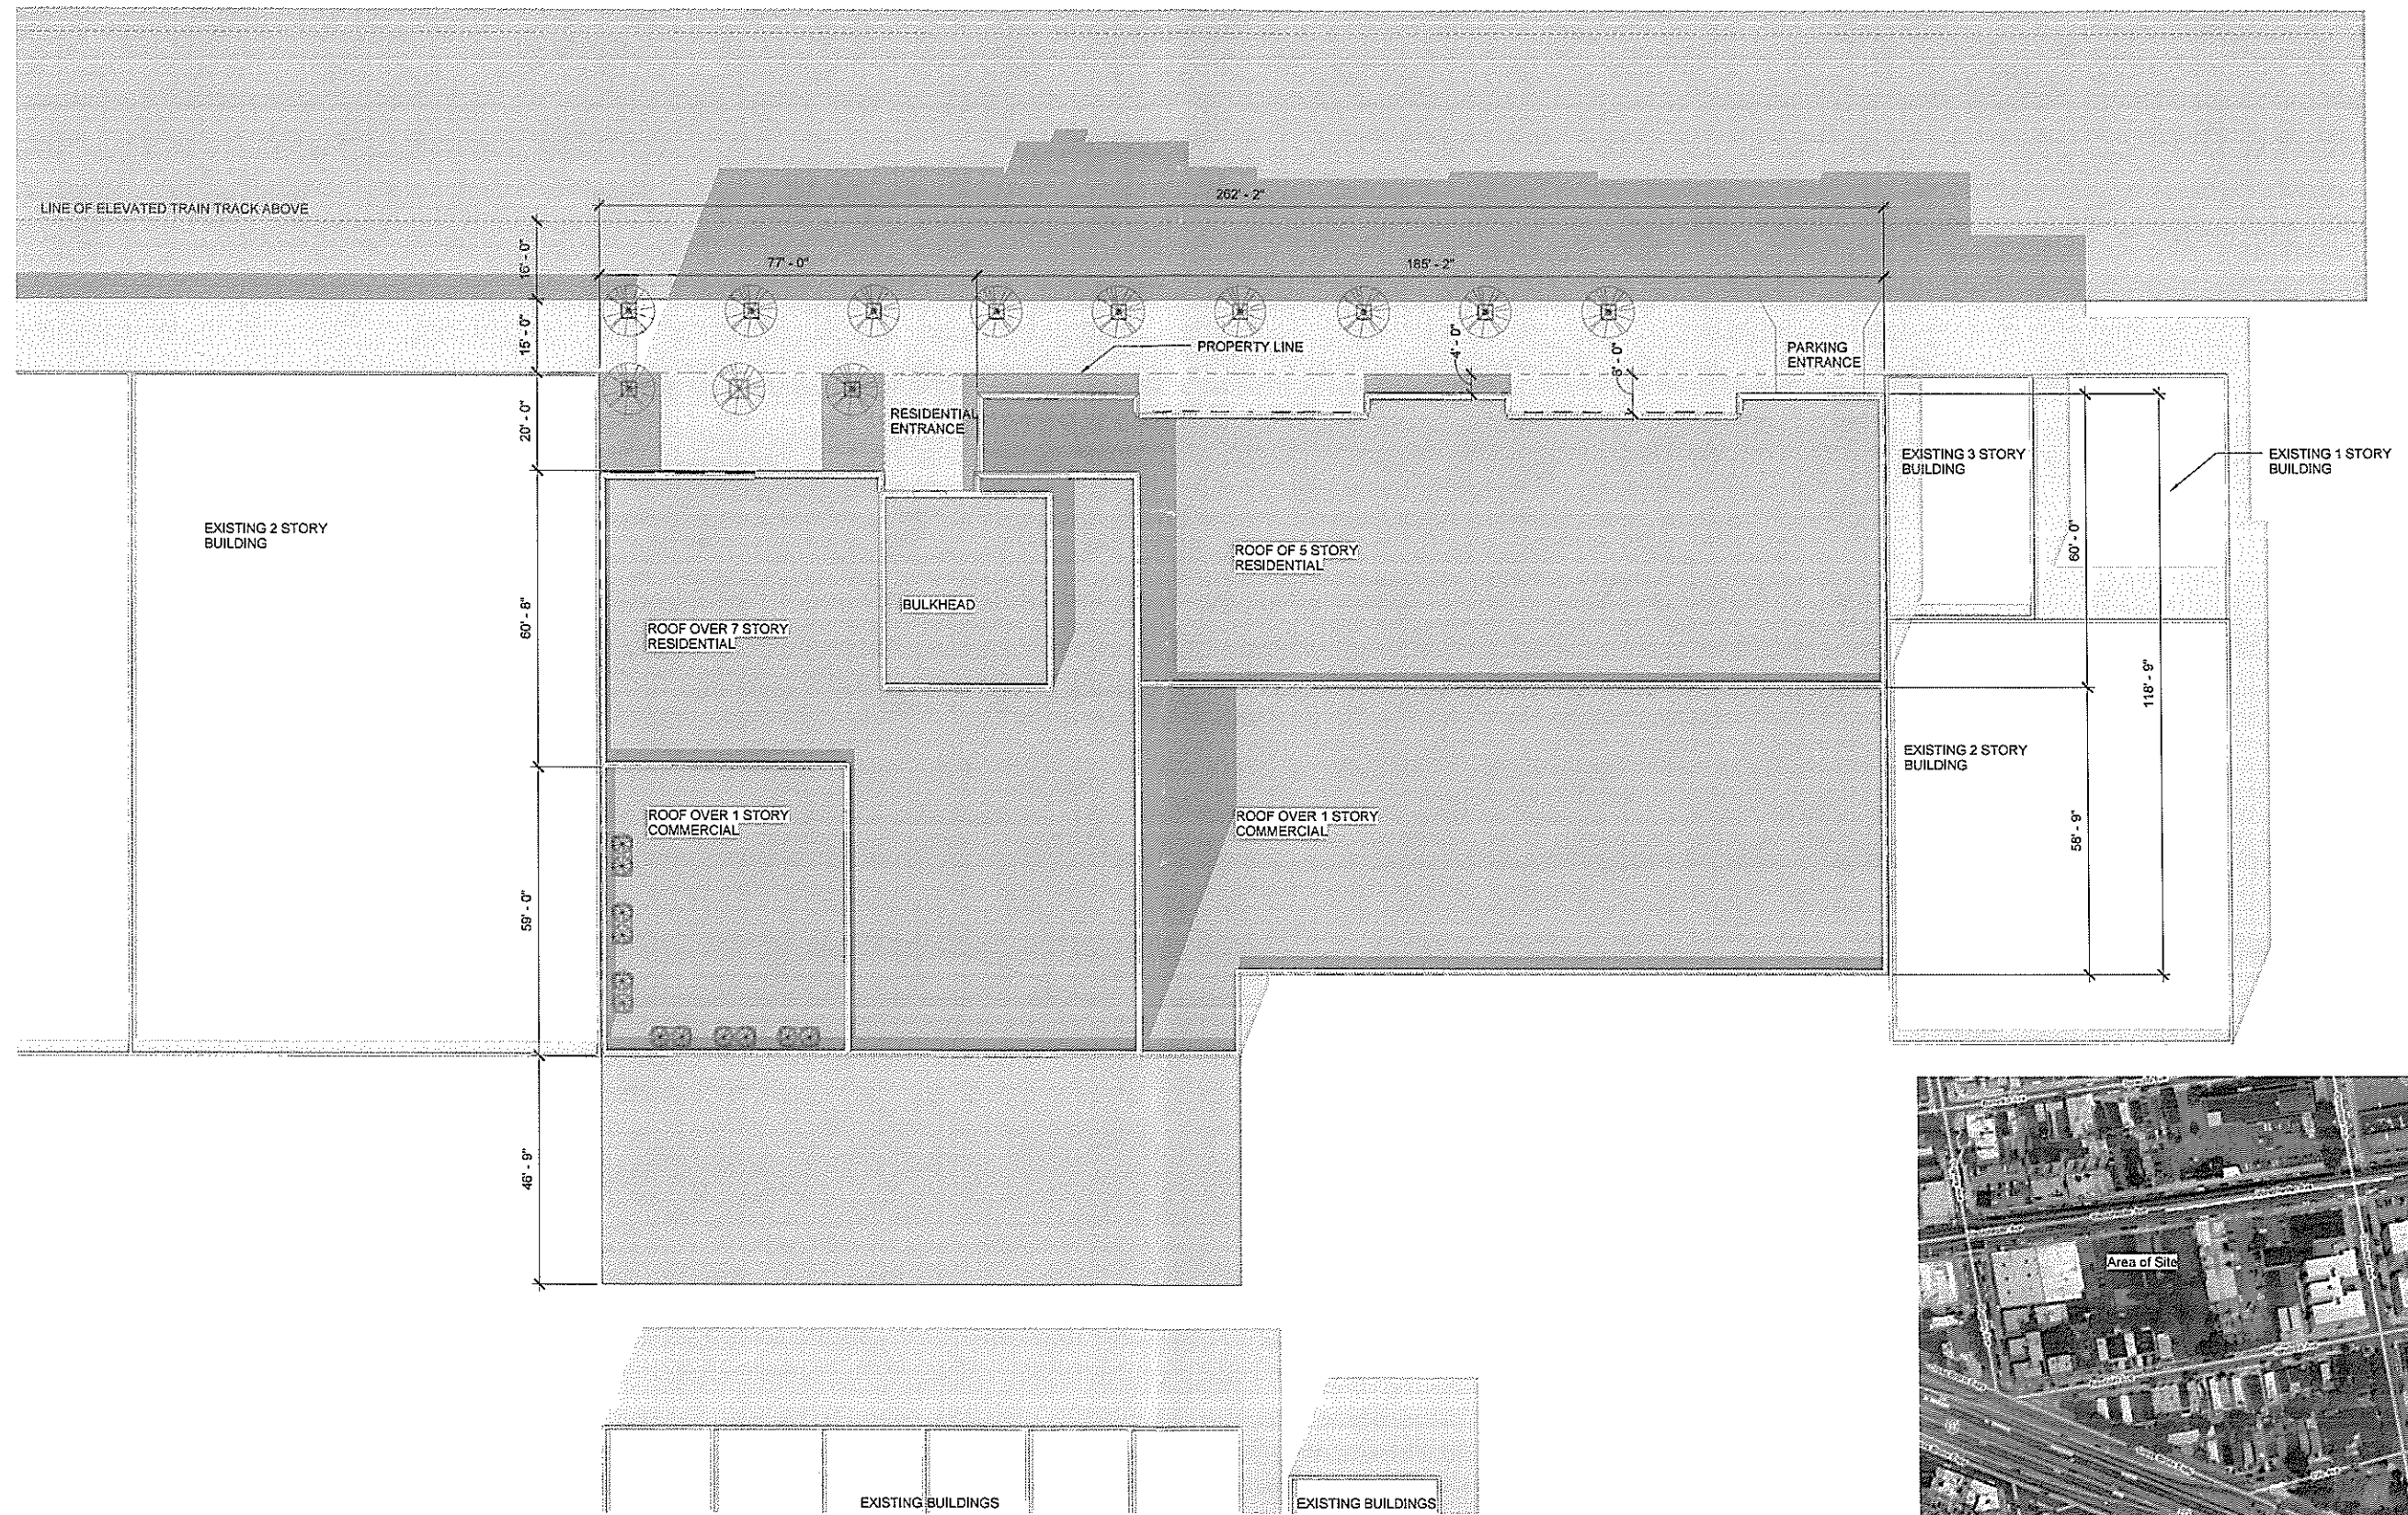 LINE OF ELEVATED TRAIN TRACK ABOVE
262' - 2"
16' - 0"
77' - 0"
185' - 2"
15' - 0"
PROPERTY LINE
4' - 0"
8' - 0"
PARKING
ENTRANCE
20' - 0"
RESIDENTIAL
ENTRANCE
EXISTING 3 STORY
BUILDING
EXISTING 1 STORY
BUILDING
EXISTING 2 STORY
BUILDING
ROOF OF 5 STORY
RESIDENTIAL
60' - 0"
BULKHEAD
60' - 8"
ROOF OVER 7 STORY
RESIDENTIAL
118' - 9"
EXISTING 2 STORY
BUILDING
ROOF OVER 1 STORY
COMMERCIAL
ROOF OVER 1 STORY
COMMERCIAL
58' - 9"
59' - 0"
46' - 9"
Area of Site
EXISTING BUILDINGS
EXISTING BUILDINGS